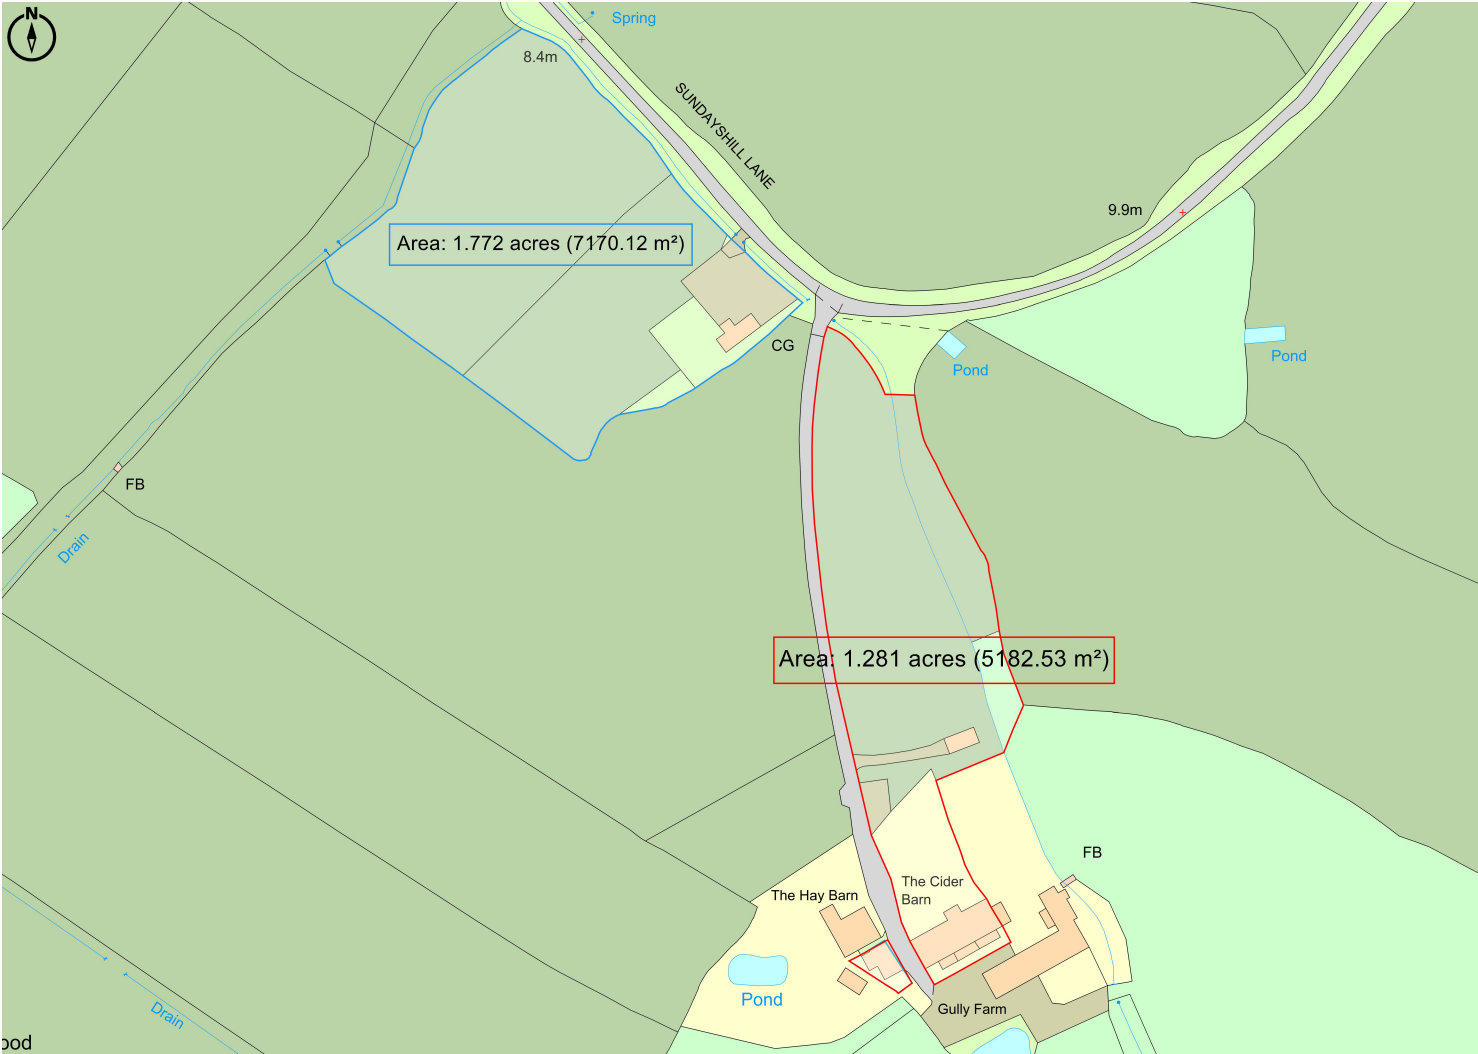 N
Spring
8.4m
SUNDAYSHILL LANE
9.9m
Area: 1.772 acres (7170.12 m²)
CG
Pond
Pond
FB
Drain
Area: 1.281 acres (5182.53 m²)
FB
The Cider
Barn
The Hay Barn
Pond
Gully Farm
Drain
ood